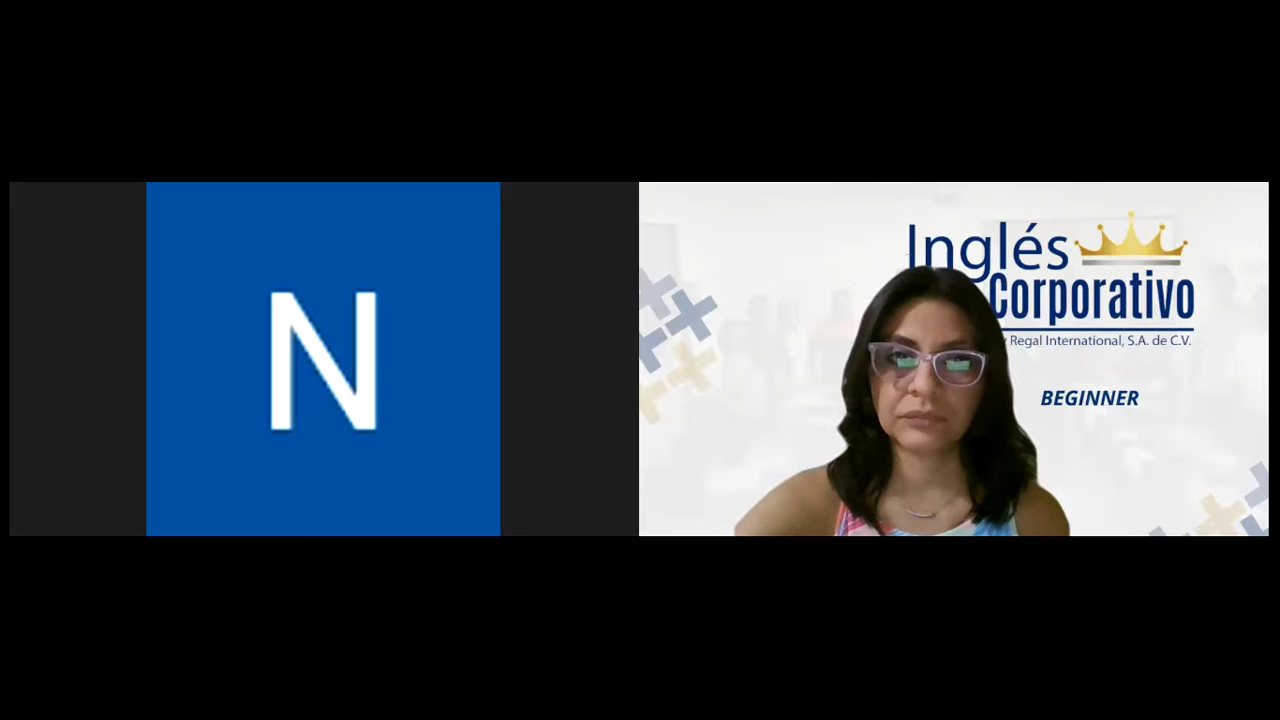 N
Inglés
Corporativo
Regal International, S.A. de C.V.
BEGINNER